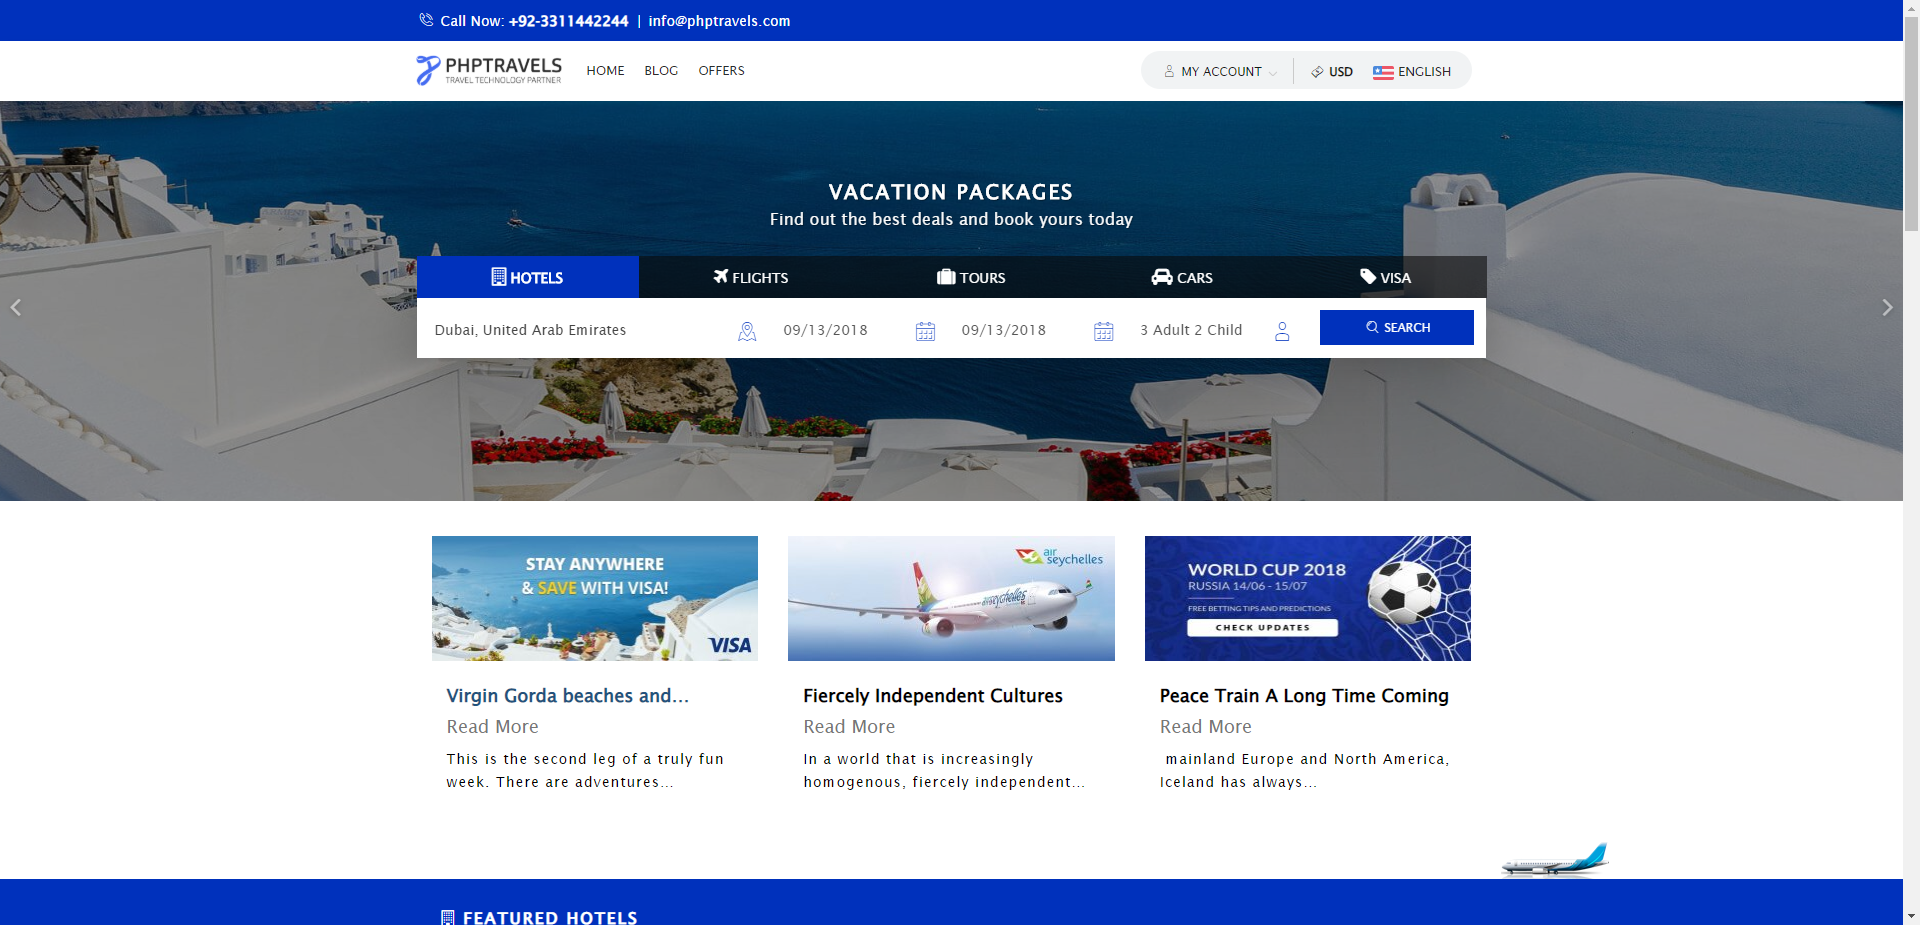 Call Now: +92-3311442244 | info@phptravels.com
PHPTRAVELS
TRAVEL TECHNOLOGY PARTNER
HOME BLOG OFFERS
MY ACCOUNT USD ENGLISH
VACATION PACKAGES
Find out the best deals and book yours today
HOTELS FLIGHTS TOURS CARS VISA
Dubai, United Arab Emirates 09/13/2018 09/13/2018 3 Adult 2 Child SEARCH
STAY ANYWHERE
& SAVE WITH VISA!
VISA
air
seychelles
airseychelles
WORLD CUP 2018
RUSSIA 14/06 - 15/07
FREE BETTING TIPS AND PREDICTIONS
CHECK UPDATES
Virgin Gorda beaches and...
Read More
This is the second leg of a truly fun
week. There are adventures...
Fiercely Independent Cultures
Read More
In a world that is increasingly
homogenous, fiercely independent...
Peace Train A Long Time Coming
Read More
mainland Europe and North America,
Iceland has always...
FEATURED HOTELS